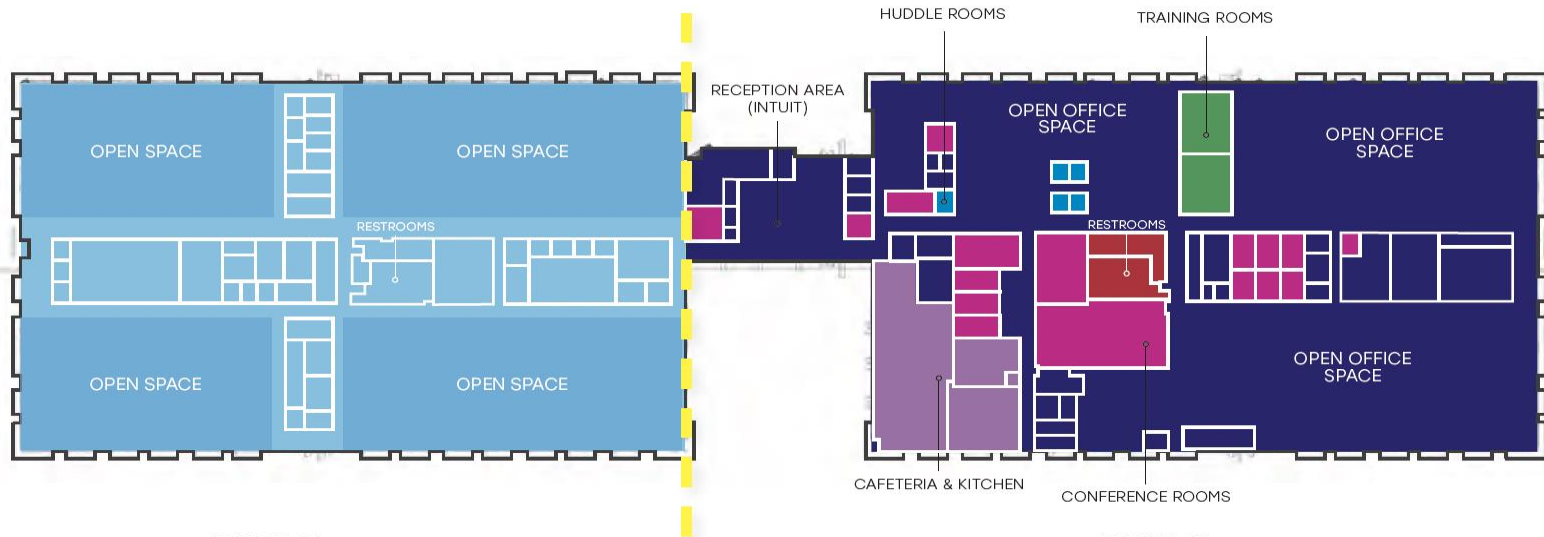 HUDDLE ROOMS
TRAINING ROOMS
RECEPTION AREA
(INTUIT)
OPEN OFFICE
SPACE
OPEN OFFICE
SPACE
OPEN SPACE
OPEN SPACE
RESTROOMS
RESTROOMS
OPEN SPACE
OPEN SPACE
OPEN OFFICE
SPACE
CAFETERIA & KITCHEN
CONFERENCE ROOMS